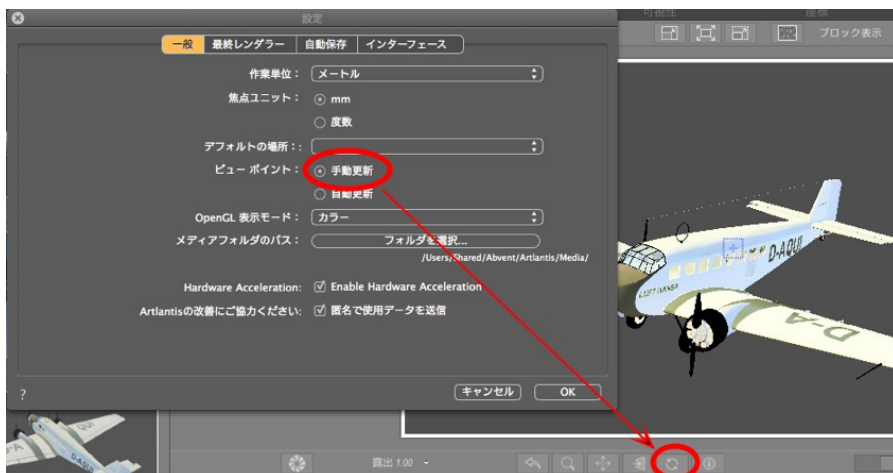 設定
可視性
座標
一般 最終レンダラー 自動保存 インターフェース
ブロック表示
作業単位： メートル
焦点ユニット： mm
度数
デフォルトの場所：:
ビュー ポイント： 手動更新
自動更新
OpenGL 表示モード： カラー
メディアフォルダのパス： フォルダを選択...
/Users/Shared/Abvent/Artlantis/Media/
Hardware Acceleration: Enable Hardware Acceleration
Artlantisの改善にご協力ください: 匿名で使用データを送信
? キャンセル OK
D-AQUI
D-A
露出 1.00